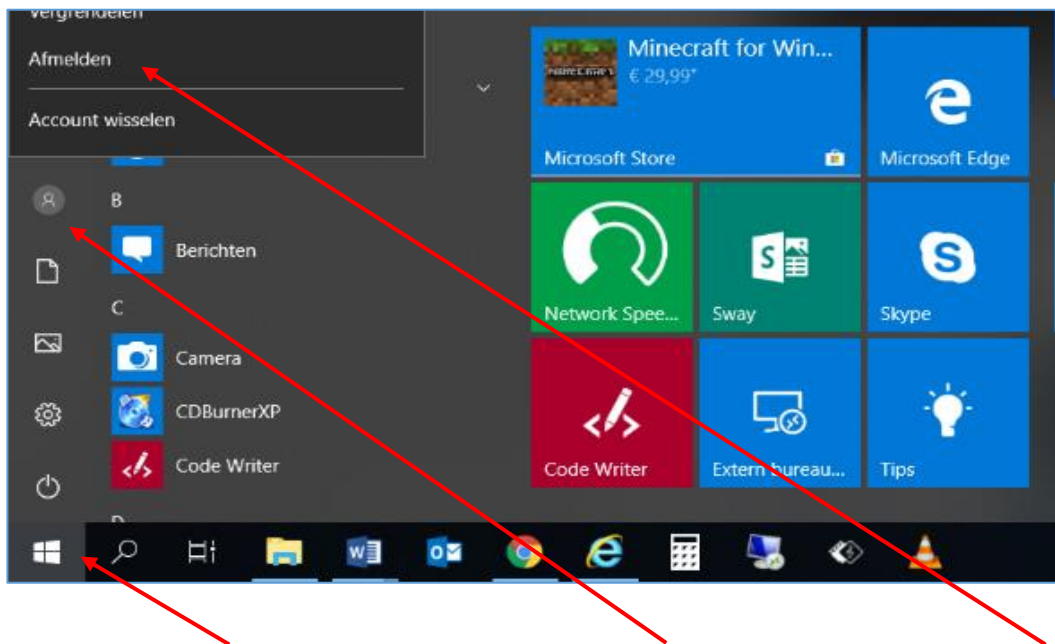 Vergrendelen
Afmelden
Account wisselen
B
Berichten
C
Camera
CDBurnerXP
Code Writer
D
Minecraft for Win...
€ 29,99*
Microsoft Store
Microsoft Edge
Network Spee...
Sway
Skype
Code Writer
Extern bureau...
Tips